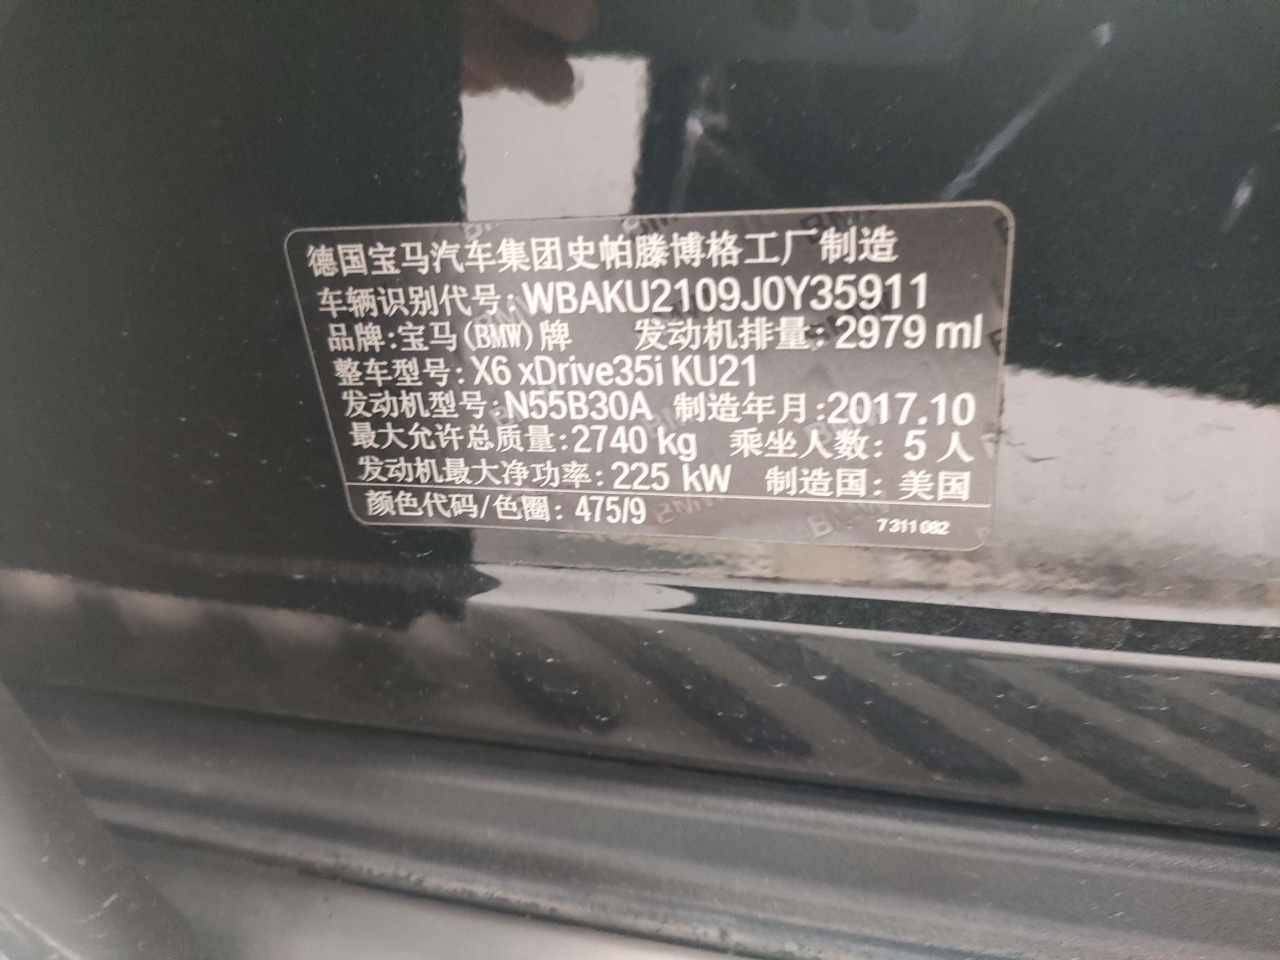 德国宝马汽车集团史帕滕博格工厂制造
车辆识别代号: WBAKU2109J0Y35911
品牌:宝马(BMW)牌 发动机排量: 2979 ml
整车型号: X6 xDrive35i KU21
发动机型号: N55B30A 制造年月: 2017.10
最大允许总质量: 2740 kg 乘坐人数: 5 人
发动机最大净功率: 225 kW 制造国: 美国
颜色代码/色圈: 475/9
7311082